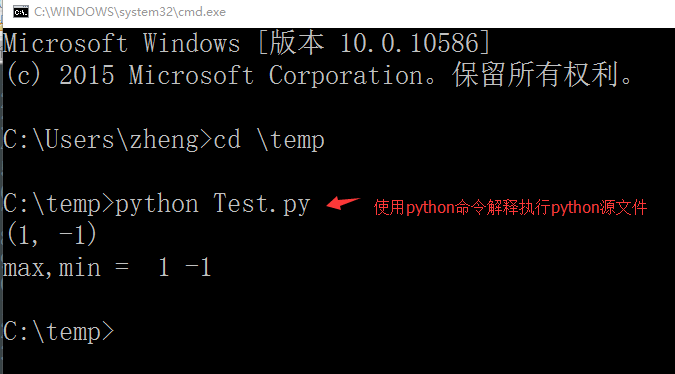 C:\WINDOWS\system32\cmd.exe
Microsoft Windows [版本 10.0.10586]
(c) 2015 Microsoft Corporation。保留所有权利。
C:\Users\zheng>cd \temp
C:\temp>python Test.py 使用python命令解释执行python源文件
(1, -1)
max,min =  1 -1
C:\temp>